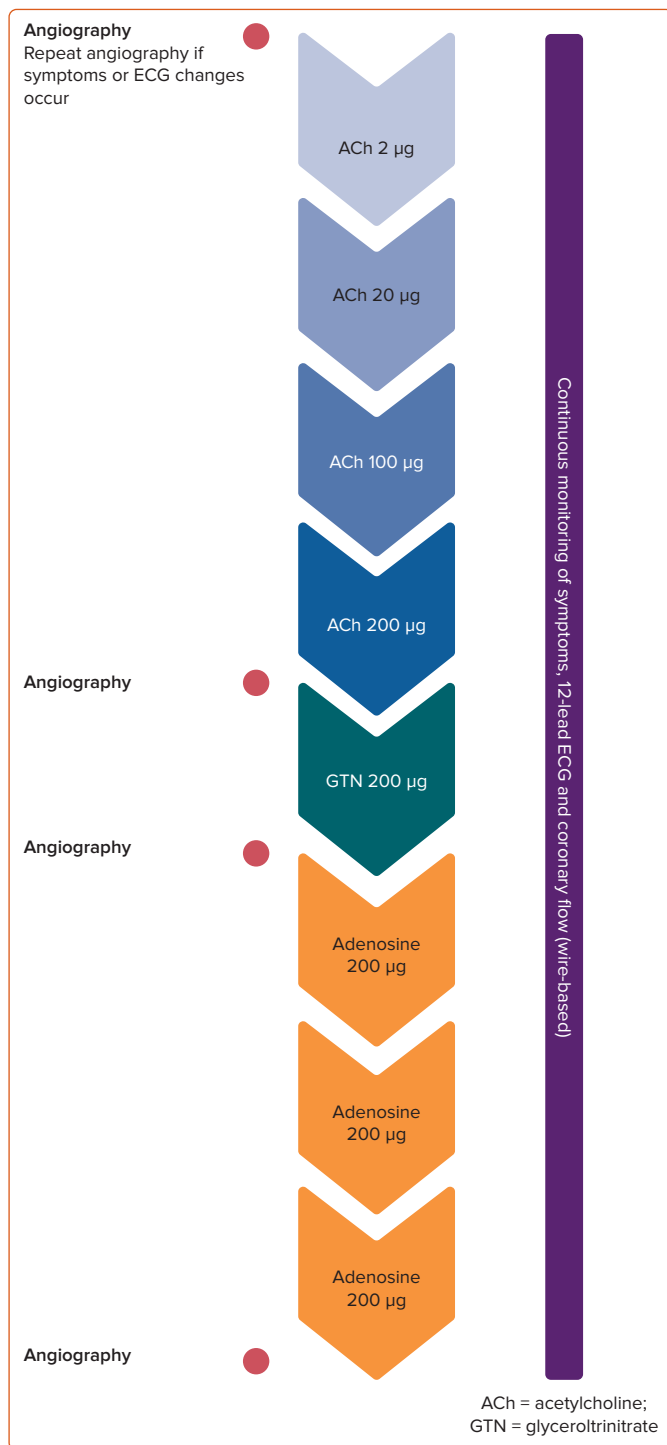 Angiography
Repeat angiography if
symptoms or ECG changes
occur
ACh 2 µg
ACh 20 µg
ACh 100 µg
ACh 200 µg
Angiography
GTN 200 µg
Angiography
Adenosine
200 µg
Adenosine
200 µg
Adenosine
200 µg
Angiography
Continuous monitoring of symptoms, 12-lead ECG and coronary flow (wire-based)
ACh = acetylcholine;
GTN = glyceroltrinitrate